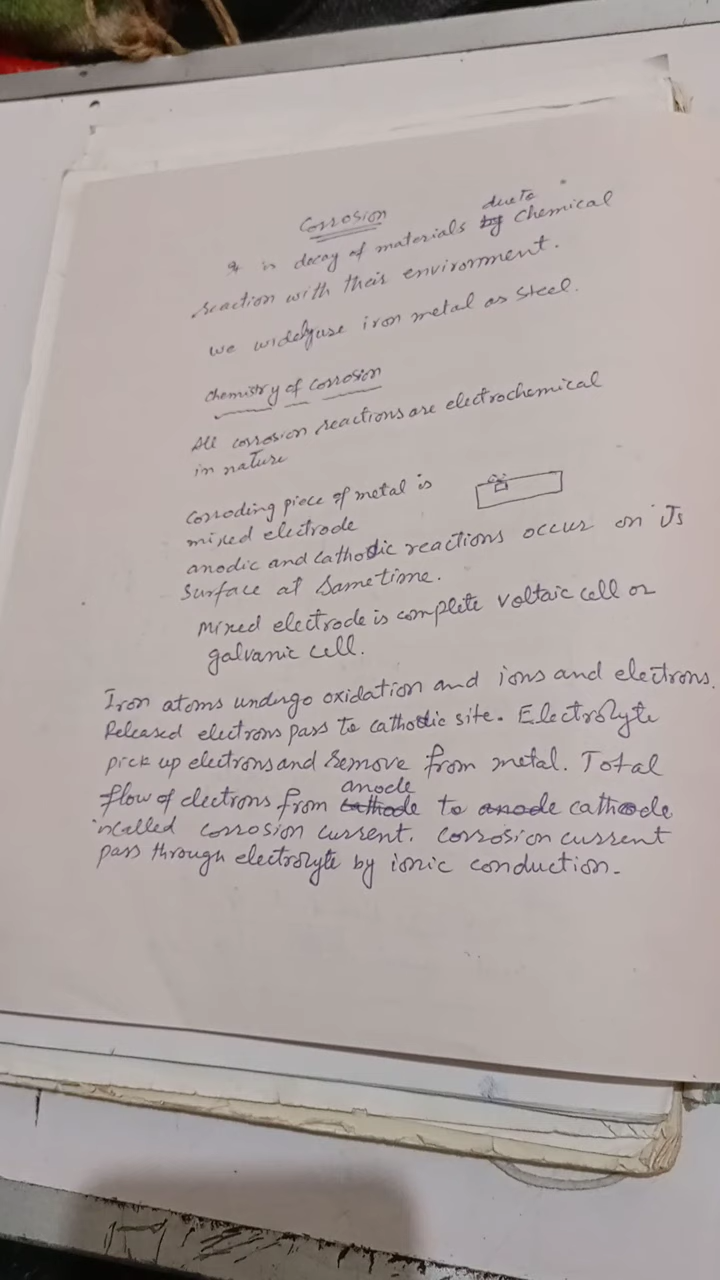 Corrosion
It is decay of materials by due to chemical
reaction with their envirornment.
we widely use iron metal as steel.
chemistry of corrosion
All corrosion reactions are electrochemical
in nature
Corroding piece of metal is
mixed electrode
anodic and cathodic reactions occur on Its
surface at sametime.
Mixed electrode is complete voltaic cell or
galvanic cell.
Iron atoms undergo oxidation and ions and electrons.
Released electrons pass to cathodic site. Electrolyte
pick up electrons and remove from metal. Total
flow of electrons from cathode anode to anode cathode
is called corrosion current. corrosion current
pass through electrolyte by ionic conduction.